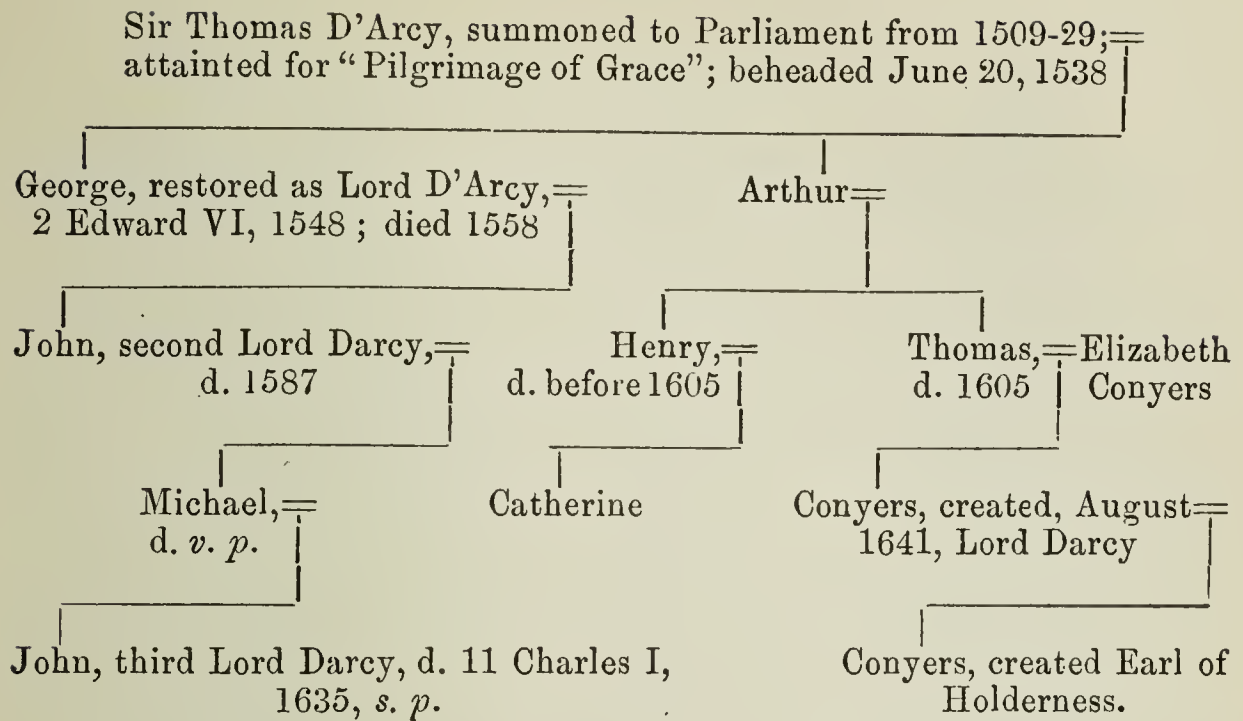 Sir Thomas D'Arcy, summoned to Parliament from 1509-29;=
attainted for "Pilgrimage of Grace"; beheaded June 20, 1538
George, restored as Lord D'Arcy,=
2 Edward VI, 1548 ; died 1558
Arthur=
John, second Lord Darcy,=
d. 1587
Henry,=
d. before 1605
Thomas,=Elizabeth
d. 1605 Conyers
Michael,=
d. v. p.
Catherine
Conyers, created, August=
1641, Lord Darcy
John, third Lord Darcy, d. 11 Charles I,
1635, s. p.
Conyers, created Earl of
Holderness.